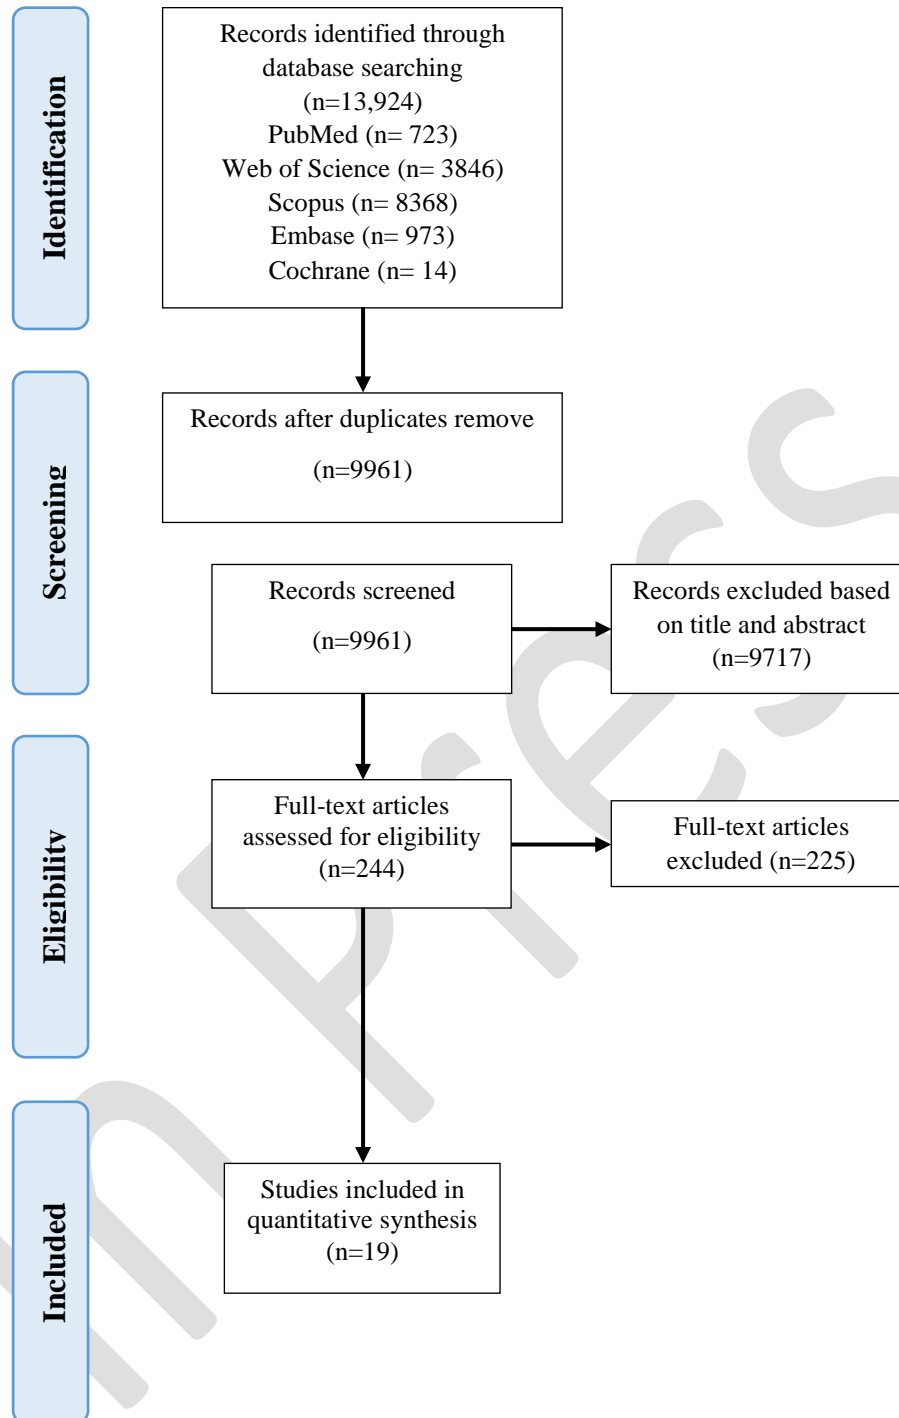 Identification
Records identified through
database searching
(n=13,924)
PubMed (n= 723)
Web of Science (n= 3846)
Scopus (n= 8368)
Embase (n= 973)
Cochrane (n= 14)
Screening
Records after duplicates remove
(n=9961)
Records screened
(n=9961)
Records excluded based
on title and abstract
(n=9717)
Eligibility
Full-text articles
assessed for eligibility
(n=244)
Full-text articles
excluded (n=225)
Included
Studies included in
quantitative synthesis
(n=19)
In Press